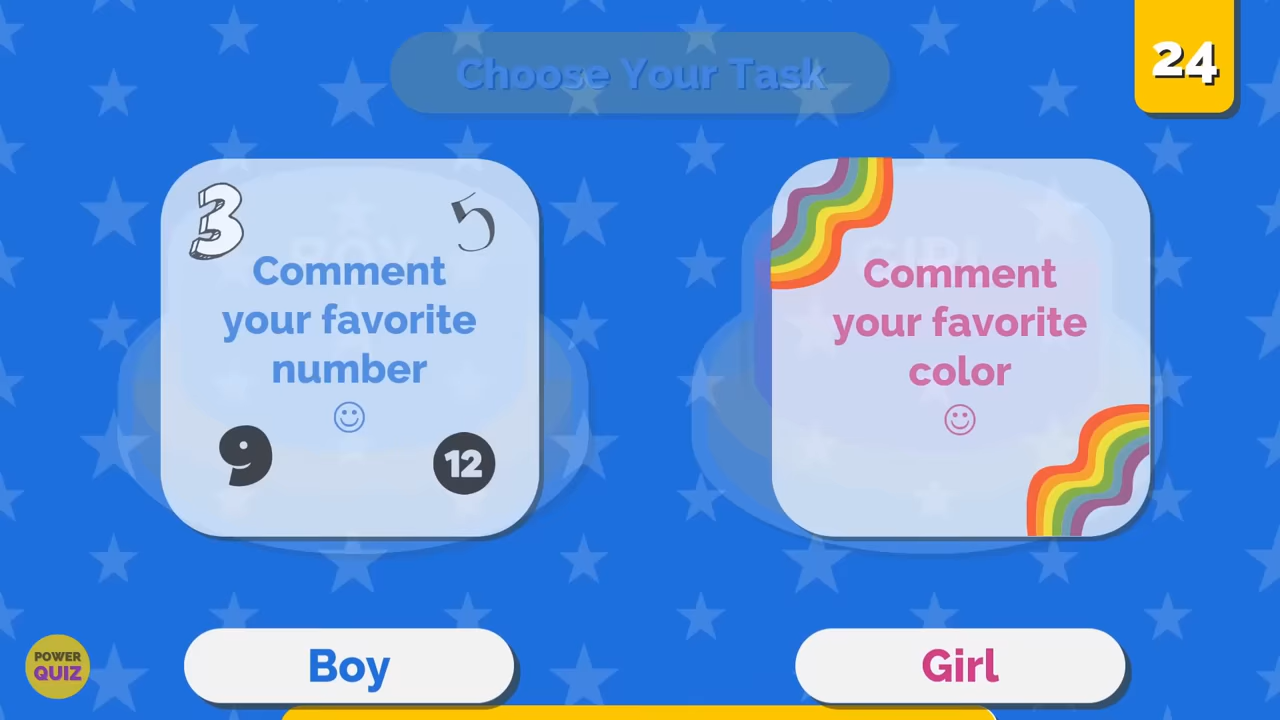 Choose Your Task
24
3
5
Comment
your favorite
number
9
12
Comment
your favorite
color
Boy
Girl
POWER
QUIZ